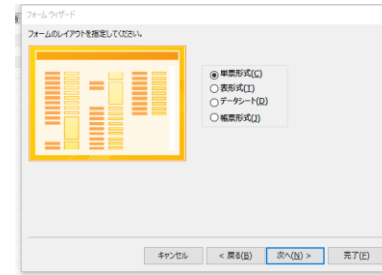 フォーム ウィザード
フォームのレイアウトを指定してください。
単票形式(C)
表形式(T)
データシート(D)
帳票形式(J)
キャンセル
< 戻る(B)
次へ(N) >
完了(F)